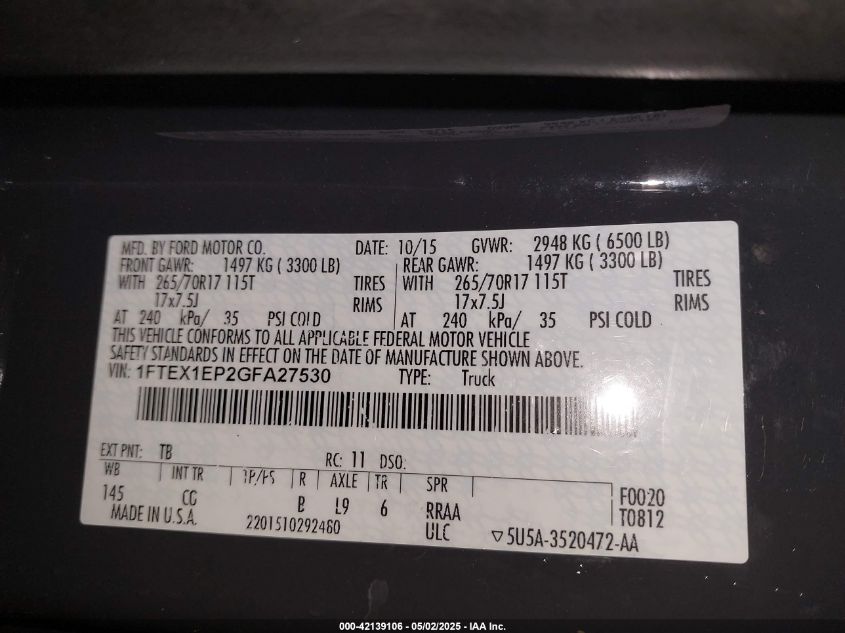 MFD. BY FORD MOTOR CO. DATE: 10/15 GVWR: 2948 KG ( 6500 LB)
FRONT GAWR: 1497 KG ( 3300 LB) REAR GAWR: 1497 KG ( 3300 LB)
WITH 265/70R17 115T TIRES WITH 265/70R17 115T TIRES
17x7.5J RIMS 17x7.5J RIMS
AT 240 kPa/ 35 PSI COLD AT 240 kPa/ 35 PSI COLD
THIS VEHICLE CONFORMS TO ALL APPLICABLE FEDERAL MOTOR VEHICLE
SAFETY STANDARDS IN EFFECT ON THE DATE OF MANUFACTURE SHOWN ABOVE.
VIN: 1FTEX1EP2GFA27530 TYPE: Truck
EXT PNT: TB RC: 11 DSO:
WB INT TR TP/PS R AXLE TR SPR
145 CG B L9 6 RRAA F0020
MADE IN U.S.A. 2201510292480 ULC T0812
▽5U5A-3520472-AA
000-42139106 - 05/02/2025 - IAA Inc.